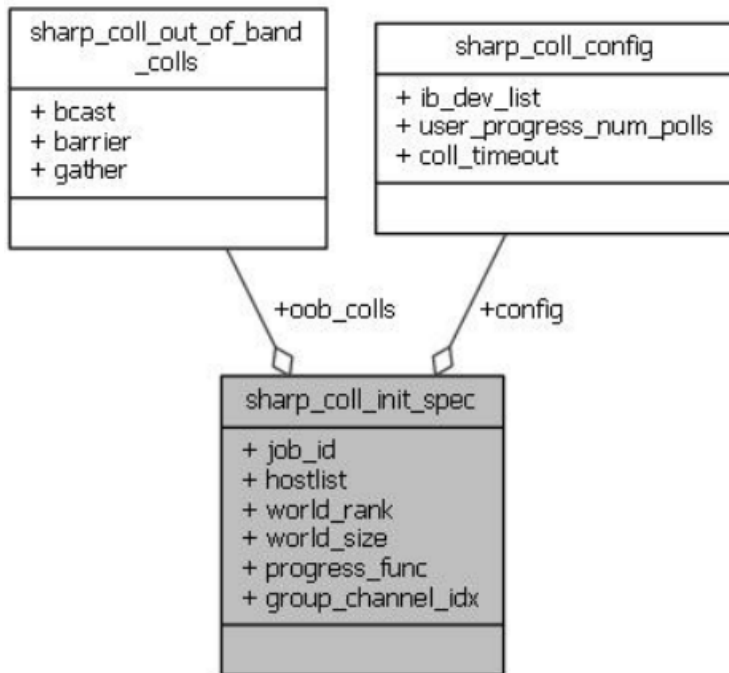 sharp_coll_out_of_band
_colls
+ bcast
+ barrier
+ gather
sharp_coll_config
+ ib_dev_list
+ user_progress_num_polls
+ coll_timeout
+oob_colls
+config
sharp_coll_init_spec
+ job_id
+ hostlist
+ world_rank
+ world_size
+ progress_func
+ group_channel_idx